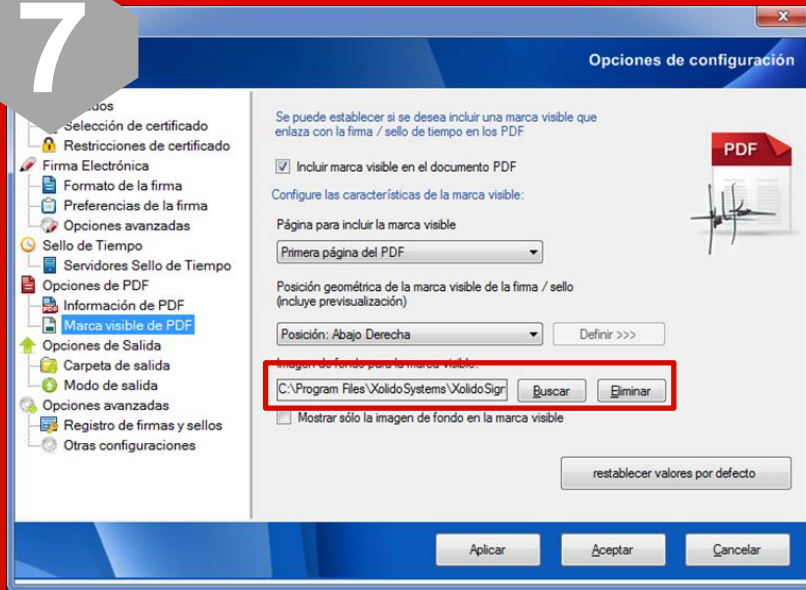 7
Opciones de configuración
Selección de certificado
Restricciones de certificado
Firma Electrónica
Formato de la firma
Preferencias de la firma
Opciones avanzadas
Sello de Tiempo
Servidores Sello de Tiempo
Opciones de PDF
Información de PDF
Marca visible de PDF
Opciones de Salida
Carpeta de salida
Modo de salida
Opciones avanzadas
Registro de firmas y sellos
Otras configuraciones
Se puede establecer si se desea incluir una marca visible que
enlaza con la firma / sello de tiempo en los PDF
Incluir marca visible en el documento PDF
Configure las características de la marca visible:
Página para incluir la marca visible
Primera página del PDF
Posición geométrica de la marca visible de la firma / sello
(incluye previsualización)
Posición: Abajo Derecha
Definir >>>
Imagen de fondo para la marca visible:
C:\Program Files\XolidoSystems\XolidoSign
Buscar
Eliminar
Mostrar sólo la imagen de fondo en la marca visible
PDF
restablecer valores por defecto
Aplicar
Aceptar
Cancelar